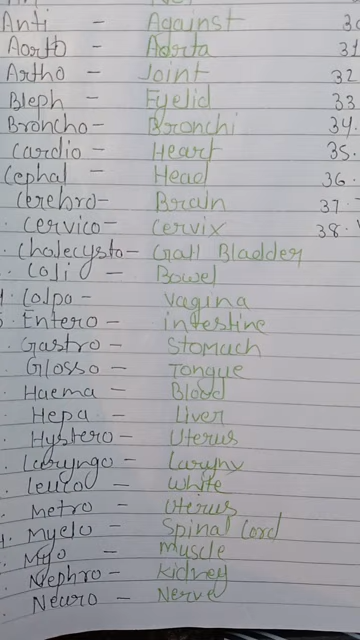 Anti - Against 30
Aorto - Aorta 31
Artho - Joint 32
Bleph - Eyelid 33
Broncho - Bronchi 34.
Cardio - Heart 35.
Cephal - Head 36.
Cerebro - Brain 37.
Cervico - Cervix 38.
Cholecysto - Gall Bladder
Coli - Bowel
Colpo - Vagina
Entero - intestine
Gastro - Stomach
Glosso - Tongue
Haema - Blood
Hepa - Liver
Hystero - Uterus
Laryngo - Larynx
Leuco - White
Metro - Uterus
Myelo - Spinal Cord
Myo - Muscle
Nephro - Kidney
Neuro - Nerve